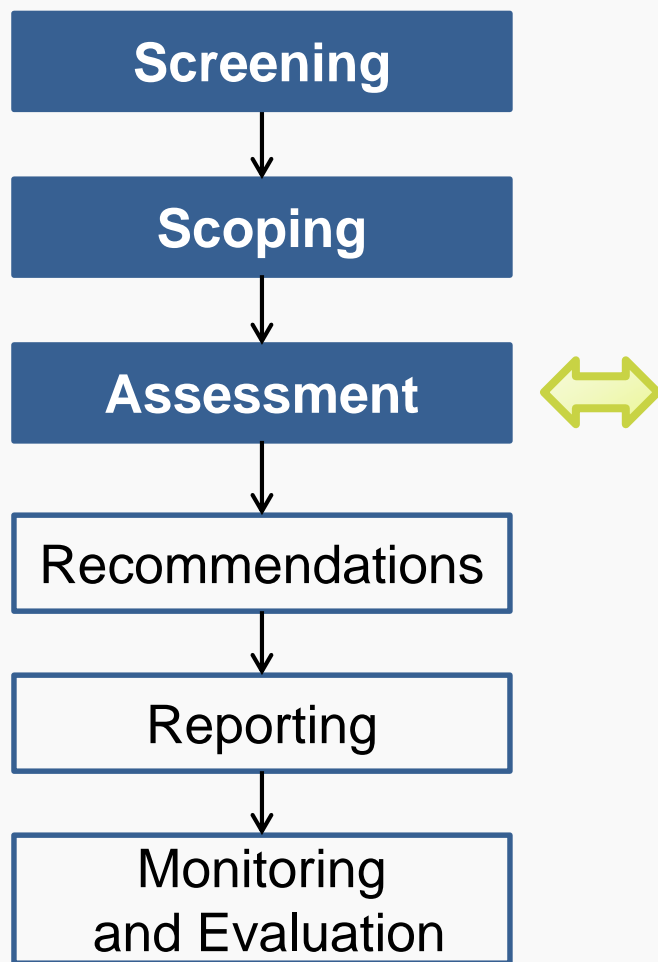 Screening
Scoping
Assessment
Recommendations
Reporting
Monitoring
and Evaluation